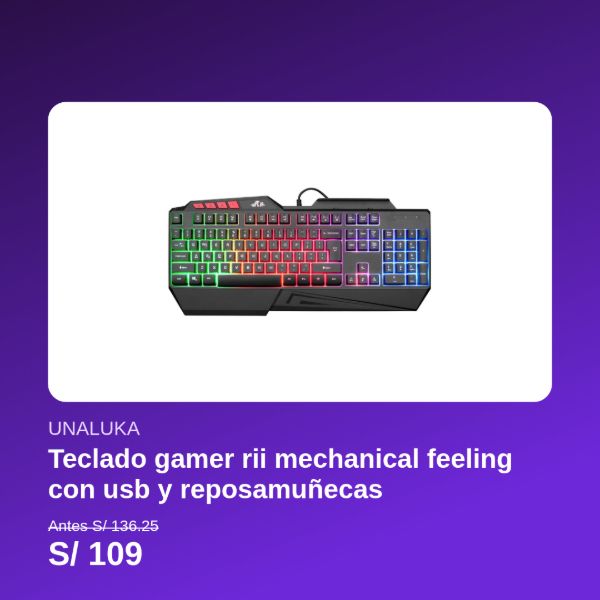 UNALUKA
Teclado gamer rii mechanical feeling
con usb y reposamuñecas
Antes S/ 136.25
S/ 109